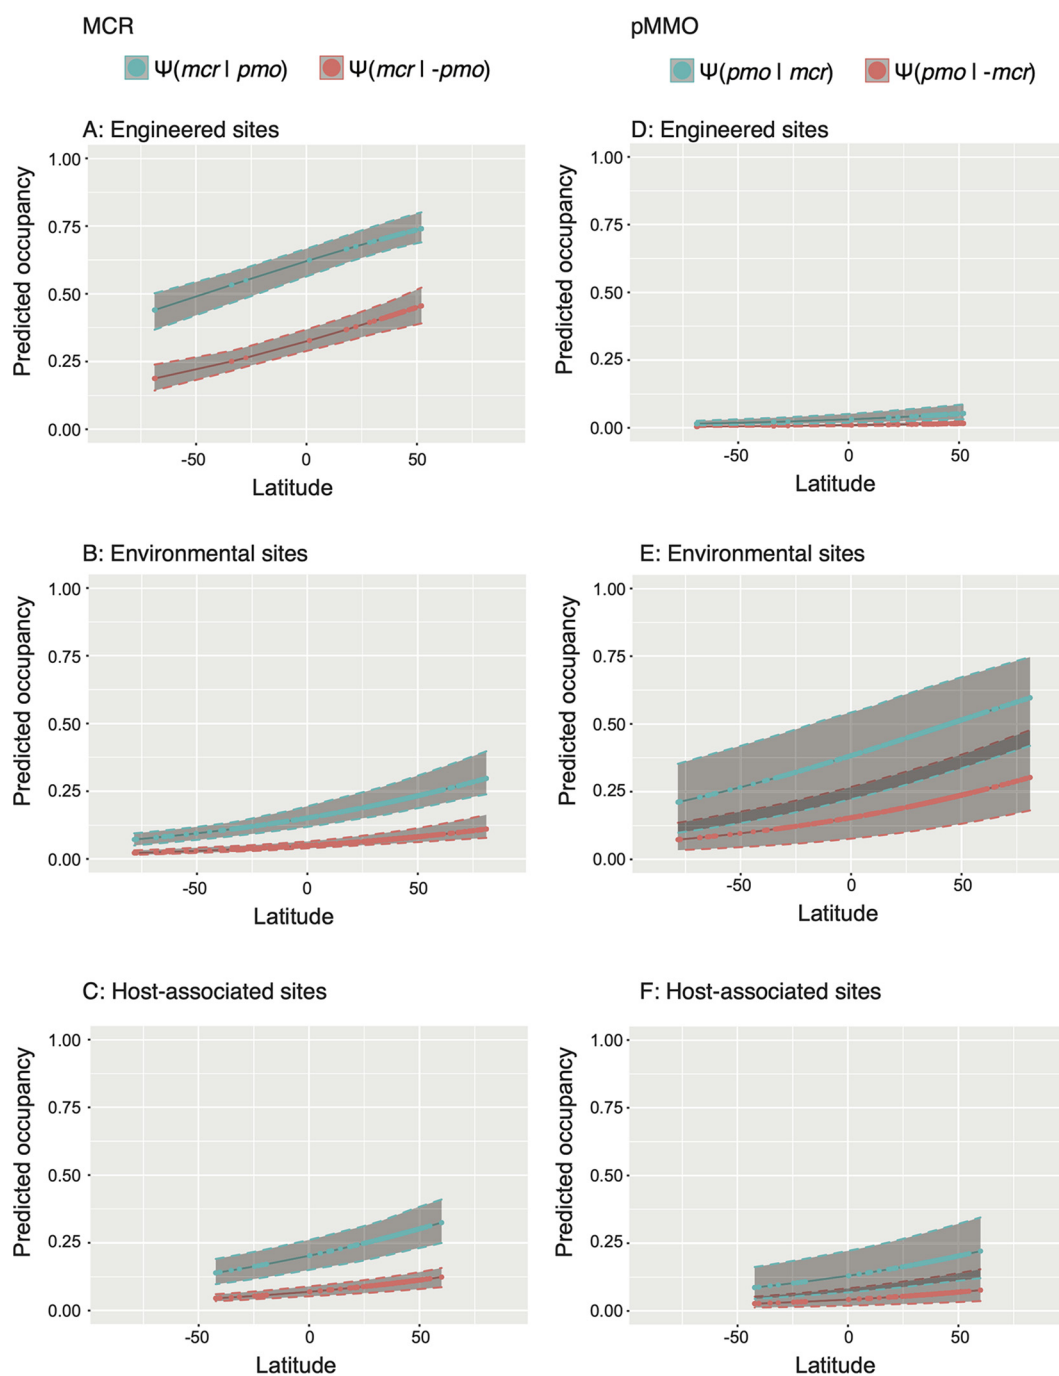 MCR
Ψ(mcr | pmo) Ψ(mcr | -pmo)
pMMO
Ψ(pmo | mcr) Ψ(pmo | -mcr)
A: Engineered sites
Predicted occupancy
1.00
0.75
0.50
0.25
0.00
-50 0 50
Latitude
D: Engineered sites
Predicted occupancy
1.00
0.75
0.50
0.25
0.00
-50 0 50
Latitude
B: Environmental sites
Predicted occupancy
1.00
0.75
0.50
0.25
0.00
-50 0 50
Latitude
E: Environmental sites
Predicted occupancy
1.00
0.75
0.50
0.25
0.00
-50 0 50
Latitude
C: Host-associated sites
Predicted occupancy
1.00
0.75
0.50
0.25
0.00
-50 0 50
Latitude
F: Host-associated sites
Predicted occupancy
1.00
0.75
0.50
0.25
0.00
-50 0 50
Latitude